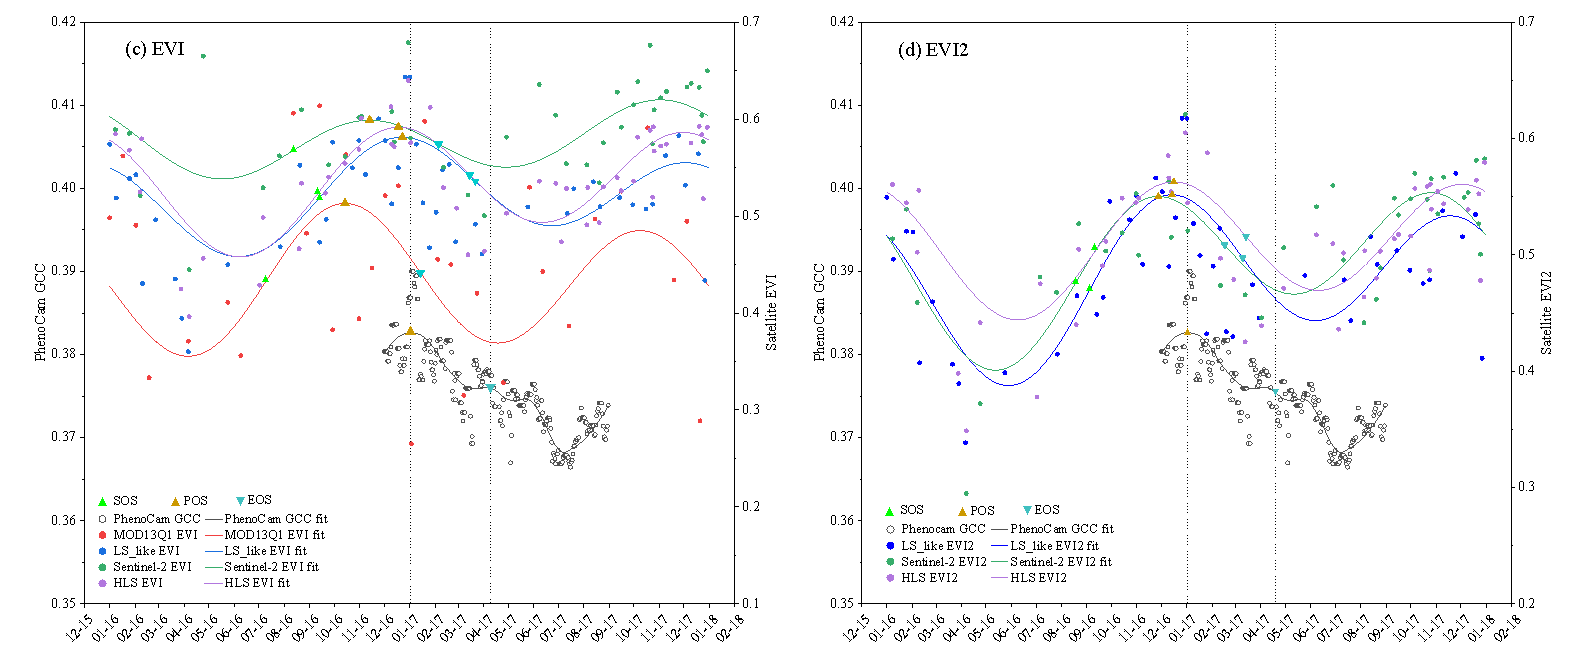 (c) EVI
0.42
0.41
0.40
0.39
0.38
0.37
0.36
0.35
PhenoCam GCC
0.7
0.6
0.5
0.4
0.3
0.2
0.1
Satellite EVI
SOS POS EOS
PhenoCam GCC PhenoCam GCC fit
MOD13Q1 EVI MOD13Q1 EVI fit
LS_like EVI LS_like EVI fit
Sentinel-2 EVI Sentinel-2 EVI fit
HLS EVI HLS EVI fit
12-15 01-16 02-16 03-16 04-16 05-16 06-16 07-16 08-16 09-16 10-16 11-16 12-16 01-17 02-17 03-17 04-17 05-17 06-17 07-17 08-17 09-17 10-17 11-17 12-17 01-18 02-18
(d) EVI2
0.42
0.41
0.40
0.39
0.38
0.37
0.36
0.35
PhenoCam GCC
0.7
0.6
0.5
0.4
0.3
0.2
Satellite EVI2
SOS POS EOS
Phenocam GCC PhenoCam GCC fit
LS_like EVI2 LS_like EVI2 fit
Sentinel-2 EVI2 Sentinel-2 EVI2 fit
HLS EVI2 HLS EVI2 fit
12-15 01-16 02-16 03-16 04-16 05-16 06-16 07-16 08-16 09-16 10-16 11-16 12-16 01-17 02-17 03-17 04-17 05-17 06-17 07-17 08-17 09-17 10-17 11-17 12-17 01-18 02-18